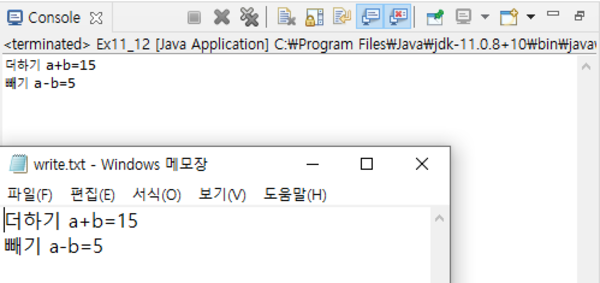 Console
<terminated> Ex11_12 [Java Application] C:₩Program Files₩Java₩jdk-11.0.8+10₩bin₩java
더하기 a+b=15
빼기 a-b=5
write.txt - Windows 메모장
파일(F) 편집(E) 서식(O) 보기(V) 도움말(H)
더하기 a+b=15
빼기 a-b=5